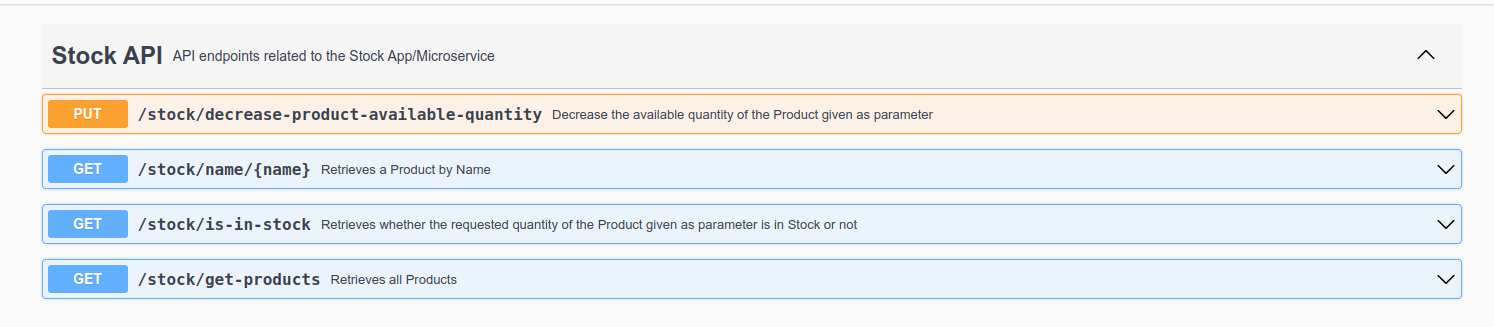 Stock API API endpoints related to the Stock App/Microservice
PUT /stock/decrease-product-available-quantity Decrease the available quantity of the Product given as parameter
GET /stock/name/{name} Retrieves a Product by Name
GET /stock/is-in-stock Retrieves whether the requested quantity of the Product given as parameter is in Stock or not
GET /stock/get-products Retrieves all Products